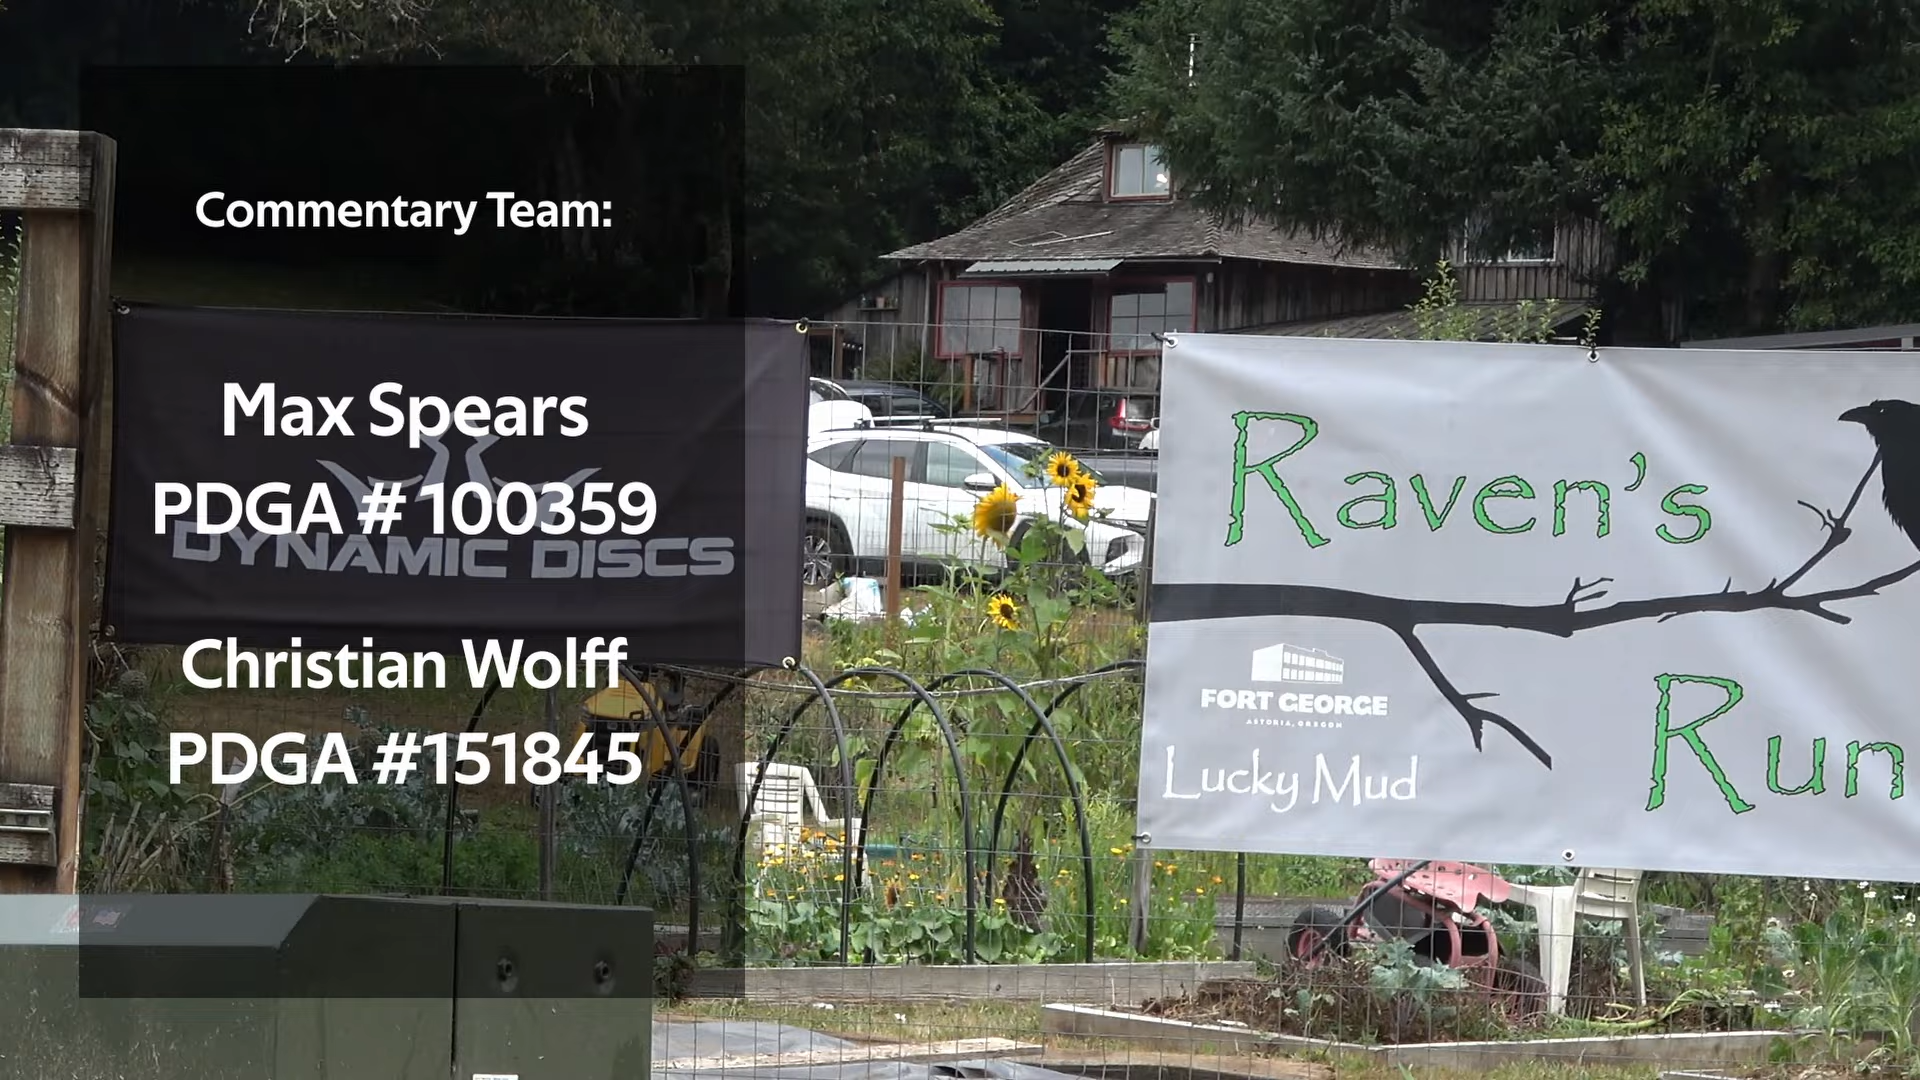 Commentary Team:
Max Spears
PDGA # 100359
DYNAMIC DISCS
Christian Wolff
PDGA #151845
Raven's
Run
FORT GEORGE
ASTORIA, OREGON
Lucky Mud